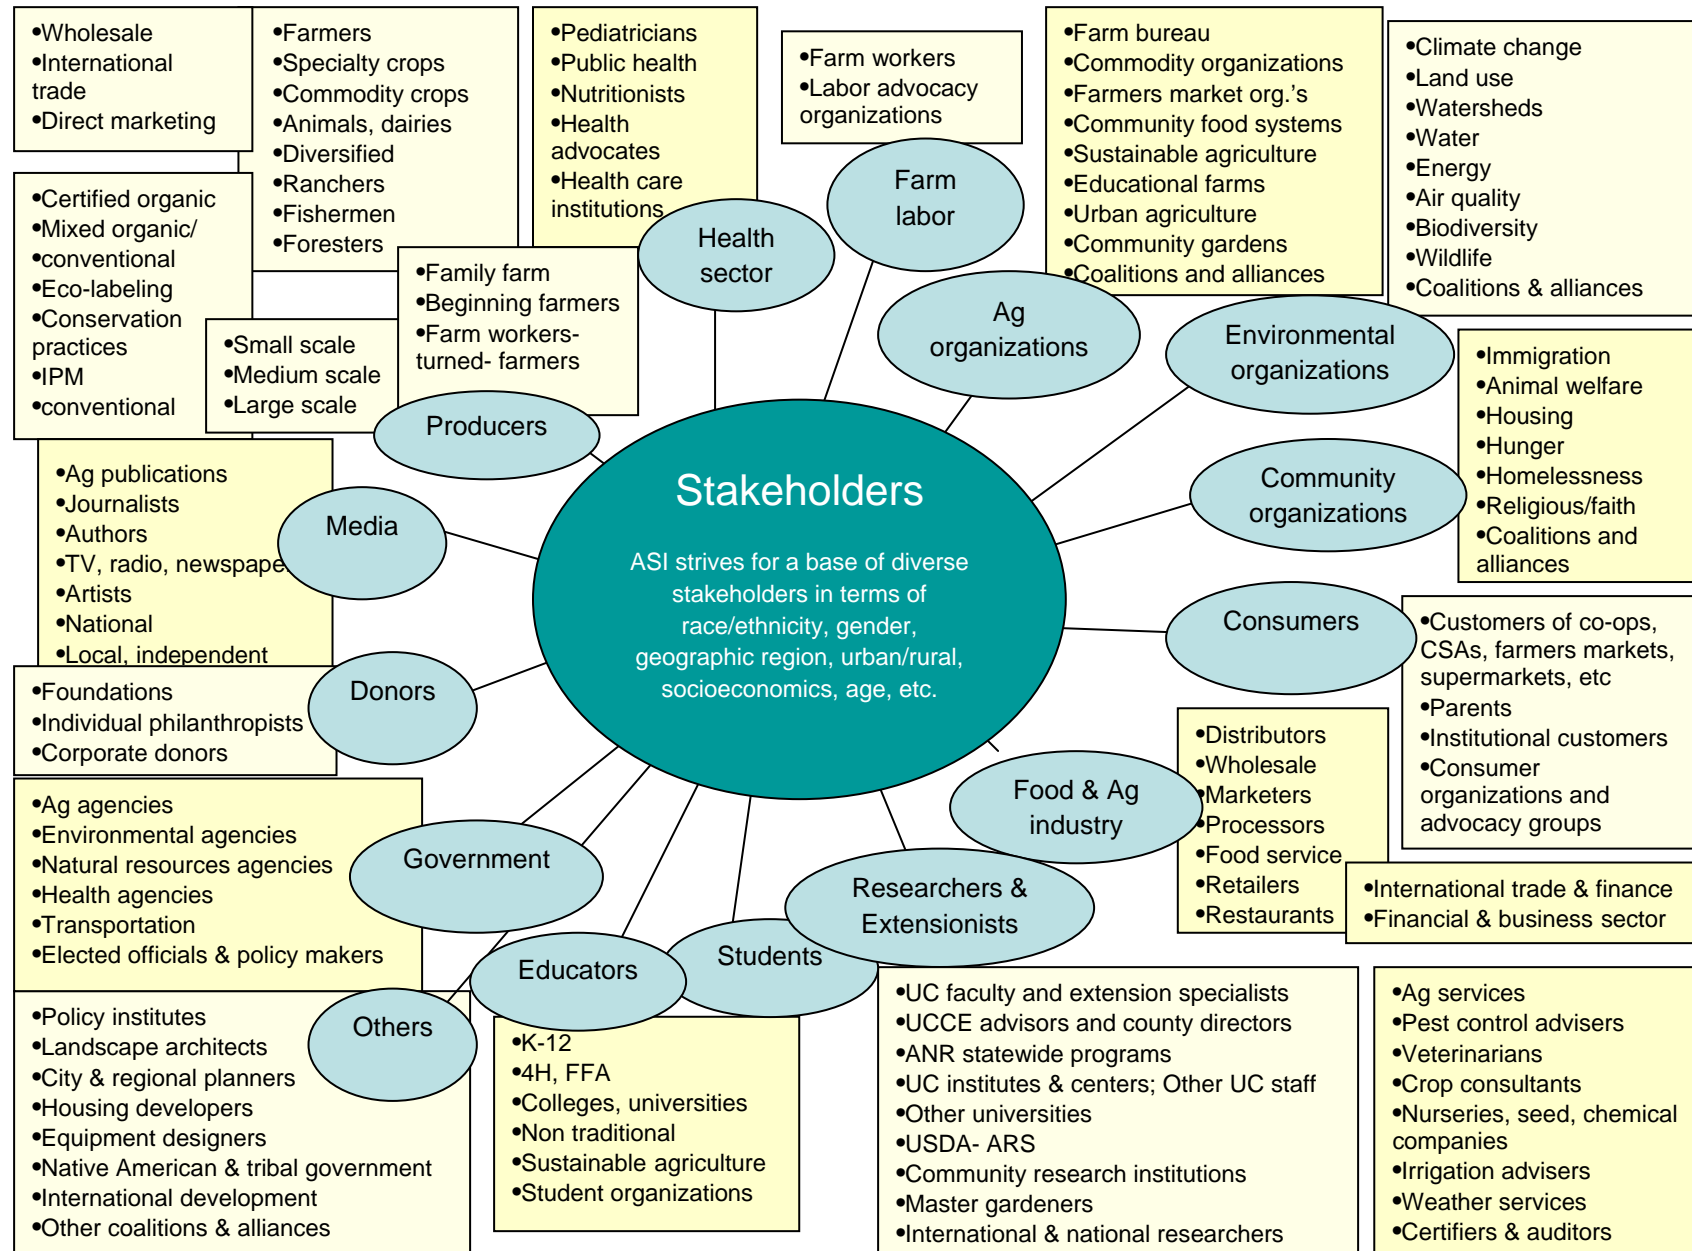 •Wholesale
•International
trade
•Direct marketing
•Farmers
•Specialty crops
•Commodity crops
•Animals, dairies
•Diversified
•Ranchers
•Fishermen
•Foresters
•Pediatricians
•Public health
•Nutritionists
•Health
advocates
•Health care
institutions
•Farm workers
•Labor advocacy
organizations
•Farm bureau
•Commodity organizations
•Farmers market org.'s
•Community food systems
•Sustainable agriculture
•Educational farms
•Urban agriculture
•Community gardens
•Coalitions and alliances
•Climate change
•Land use
•Watersheds
•Water
•Energy
•Air quality
•Biodiversity
•Wildlife
•Coalitions & alliances
•Certified organic
•Mixed organic/
•conventional
•Eco-labeling
•Conservation
practices
•IPM
•conventional
•Small scale
•Medium scale
•Large scale
•Family farm
•Beginning farmers
•Farm workers-
turned- farmers
Health
sector
Farm
labor
Ag
organizations
Environmental
organizations
•Immigration
•Animal welfare
•Housing
•Hunger
•Homelessness
•Religious/faith
•Coalitions and
alliances
Producers
Community
organizations
•Ag publications
•Journalists
•Authors
•TV, radio, newspape
•Artists
•National
•Local, independent
Media
Stakeholders
ASI strives for a base of diverse
stakeholders in terms of
race/ethnicity, gender,
geographic region, urban/rural,
socioeconomics, age, etc.
Consumers
•Customers of co-ops,
CSAs, farmers markets,
supermarkets, etc
•Parents
•Institutional customers
•Consumer
organizations and
advocacy groups
•Foundations
•Individual philanthropists
•Corporate donors
Donors
•Distributors
•Wholesale
•Marketers
•Processors
•Food service
•Retailers
•Restaurants
Food & Ag
industry
•International trade & finance
•Financial & business sector
•Ag agencies
•Environmental agencies
•Natural resources agencies
•Health agencies
•Transportation
•Elected officials & policy makers
Government
Researchers &
Extensionists
Students
Educators
Others
•Policy institutes
•Landscape architects
•City & regional planners
•Housing developers
•Equipment designers
•Native American & tribal government
•International development
•Other coalitions & alliances
•K-12
•4H, FFA
•Colleges, universities
•Non traditional
•Sustainable agriculture
•Student organizations
•UC faculty and extension specialists
•UCCE advisors and county directors
•ANR statewide programs
•UC institutes & centers; Other UC staff
•Other universities
•USDA- ARS
•Community research institutions
•Master gardeners
•International & national researchers
•Ag services
•Pest control advisers
•Veterinarians
•Crop consultants
•Nurseries, seed, chemical
companies
•Irrigation advisers
•Weather services
•Certifiers & auditors